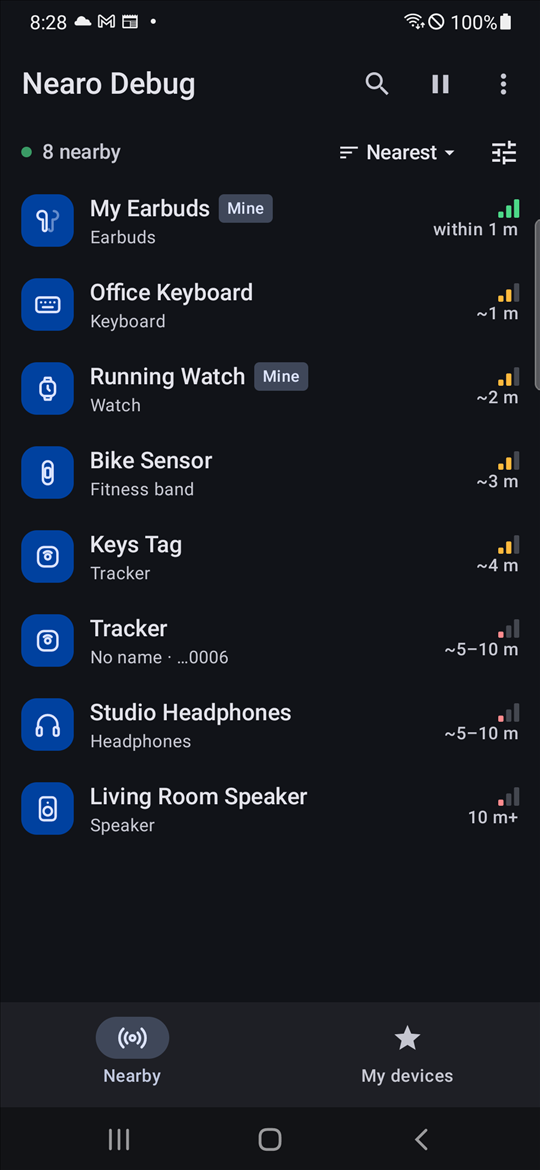 8:28
100%
Nearo Debug
8 nearby
Nearest
My Earbuds Mine
Earbuds
within 1 m
Office Keyboard
Keyboard
~1 m
Running Watch Mine
Watch
~2 m
Bike Sensor
Fitness band
~3 m
Keys Tag
Tracker
~4 m
Tracker
No name · …0006
~5–10 m
Studio Headphones
Headphones
~5–10 m
Living Room Speaker
Speaker
10 m+
Nearby
My devices